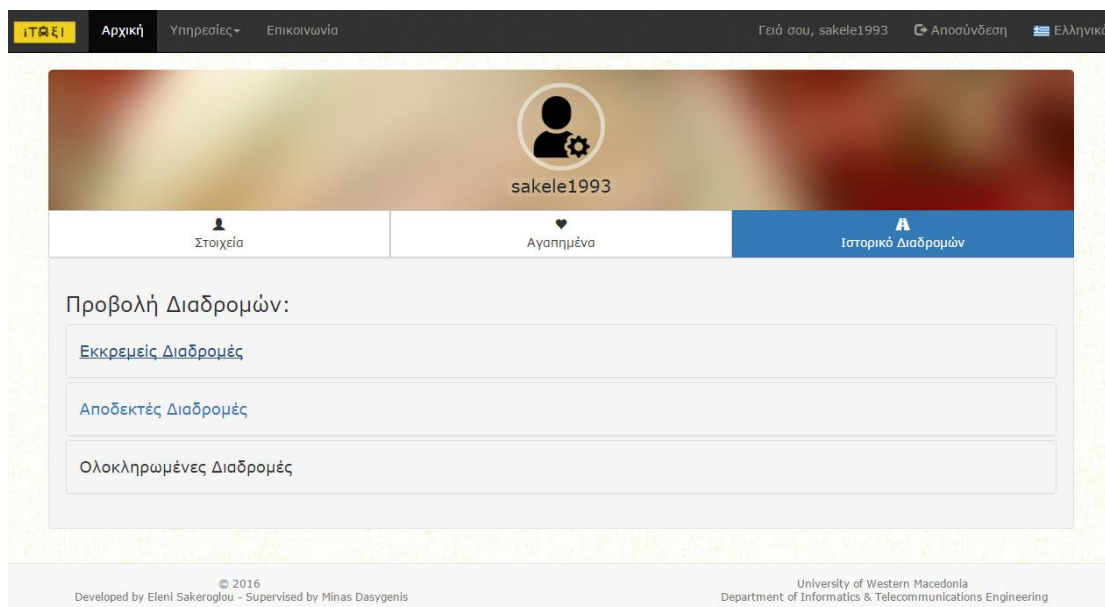 iTAΞI Αρχική Υπηρεσίες Επικοινωνία Γειά σου, sakele1993 Αποσύνδεση Ελληνικά
sakele1993
Στοιχεία Αγαπημένα Ιστορικό Διαδρομών
Προβολή Διαδρομών:
Εκκρεμείς Διαδρομές
Αποδεκτές Διαδρομές
Ολοκληρωμένες Διαδρομές
© 2016
Developed by Eleni Sakeroglou - Supervised by Minas Dasygenis
University of Western Macedonia
Department of Informatics & Telecommunications Engineering